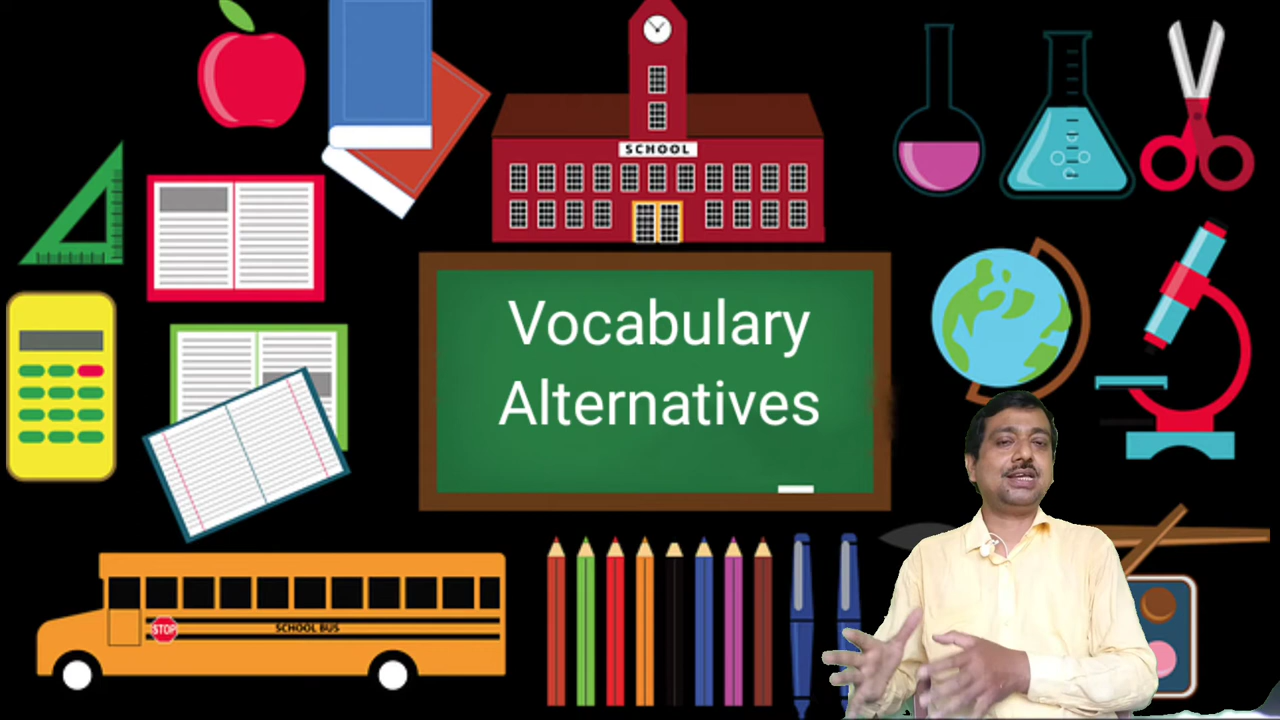 SCHOOL
Vocabulary
Alternatives
STOP
SCHOOL BUS